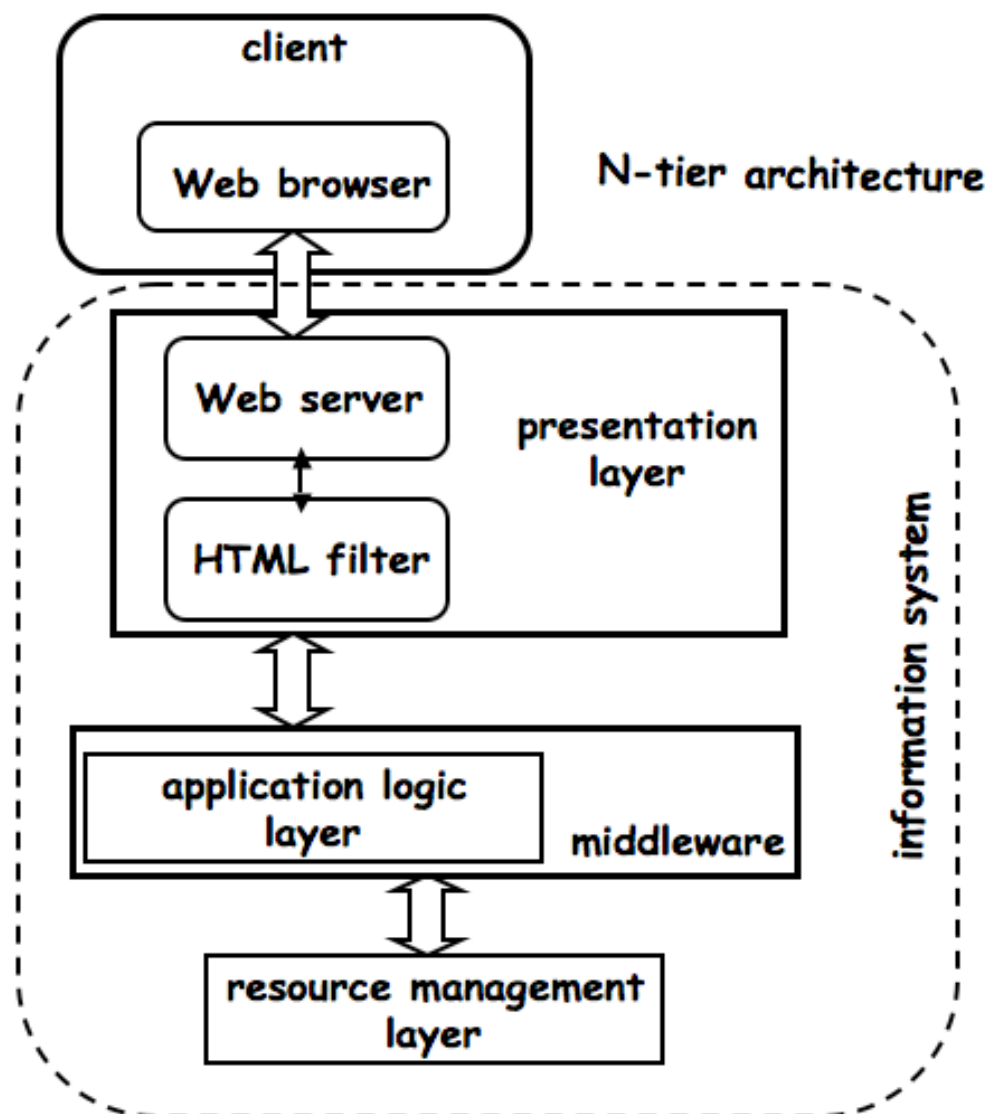 client
Web browser
N-tier architecture
Web server
presentation
layer
HTML filter
information system
application logic
layer
middleware
resource management
layer